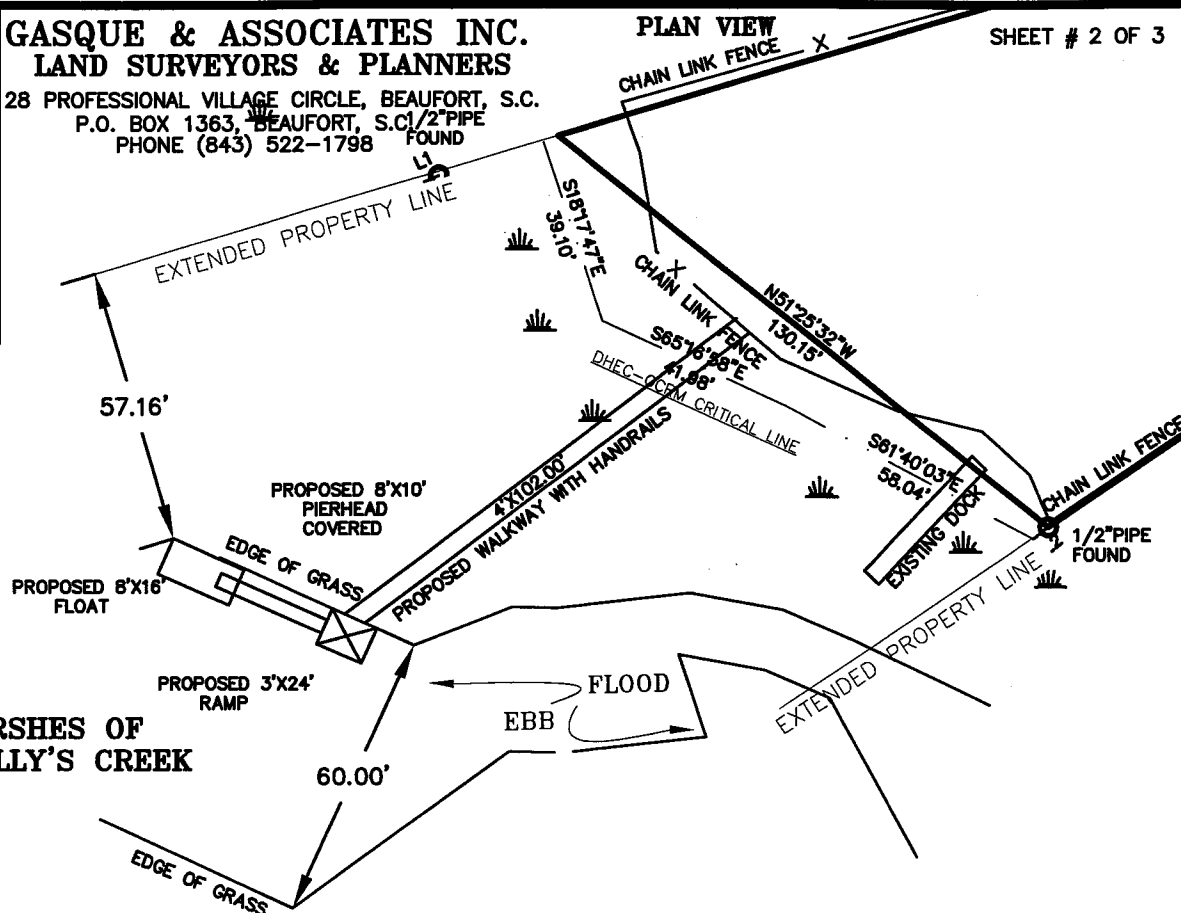 GASQUE & ASSOCIATES INC.
LAND SURVEYORS & PLANNERS
28 PROFESSIONAL VILLAGE CIRCLE, BEAUFORT, S.C.
P.O. BOX 1363, BEAUFORT, S.C.
PHONE (843) 522-1798
PLAN VIEW
SHEET # 2 OF 3
CHAIN LINK FENCE X
1/2"PIPE
FOUND
L1
EXTENDED PROPERTY LINE
S18°17'47"E
39.10'
X
CHAIN LINK FENCE
N51°25'32"W
130.15'
S65°16'58"E
41.98'
DHEC-OCRM CRITICAL LINE
57.16'
S61°40'03"E
58.04'
CHAIN LINK FENCE
EXISTING DOCK
1/2"PIPE
FOUND
PROPOSED 8'X10'
PIERHEAD
COVERED
4'X102.00'
PROPOSED WALKWAY WITH HANDRAILS
EDGE OF GRASS
PROPOSED 8'X16'
FLOAT
EXTENDED PROPERTY LINE
PROPOSED 3'X24'
RAMP
FLOOD
EBB
RSHES OF
LLY'S CREEK
60.00'
EDGE OF GRASS